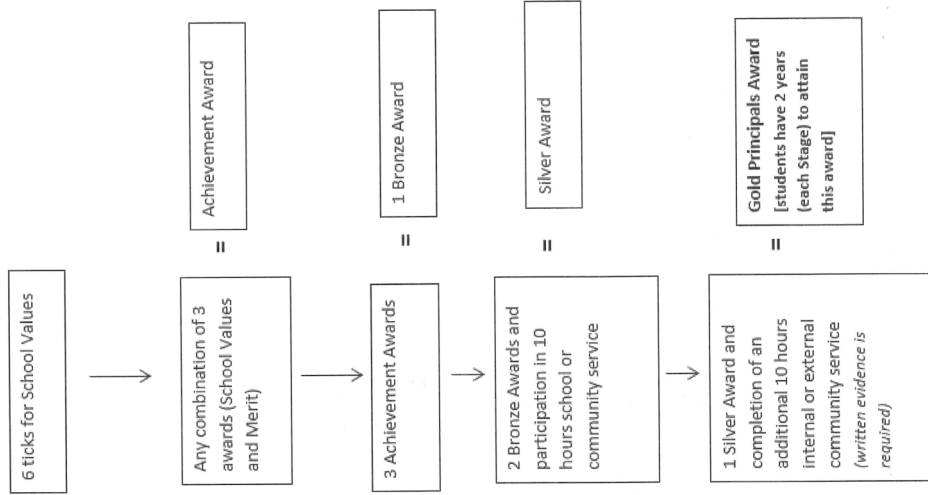 6 ticks for School Values
Any combination of 3
awards (School Values
and Merit)
=
Achievement Award
3 Achievement Awards
=
1 Bronze Award
2 Bronze Awards and
participation in 10
hours school or
community service
=
Silver Award
1 Silver Award and
completion of an
additional 10 hours
internal or external
community service
(written evidence is
required)
=
Gold Principals Award
[students have 2 years
(each Stage) to attain
this award]